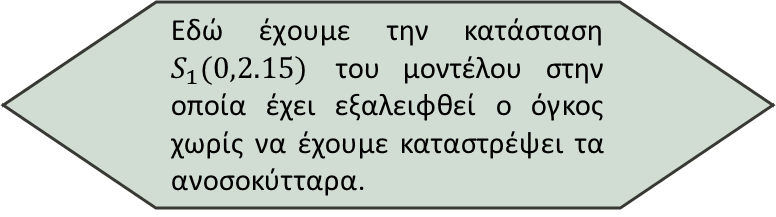 Εδώ έχουμε την κατάσταση
𝑆₁(0,2.15) του μοντέλου στην
οποία έχει εξαλειφθεί ο όγκος
χωρίς να έχουμε καταστρέψει τα
ανοσοκύτταρα.